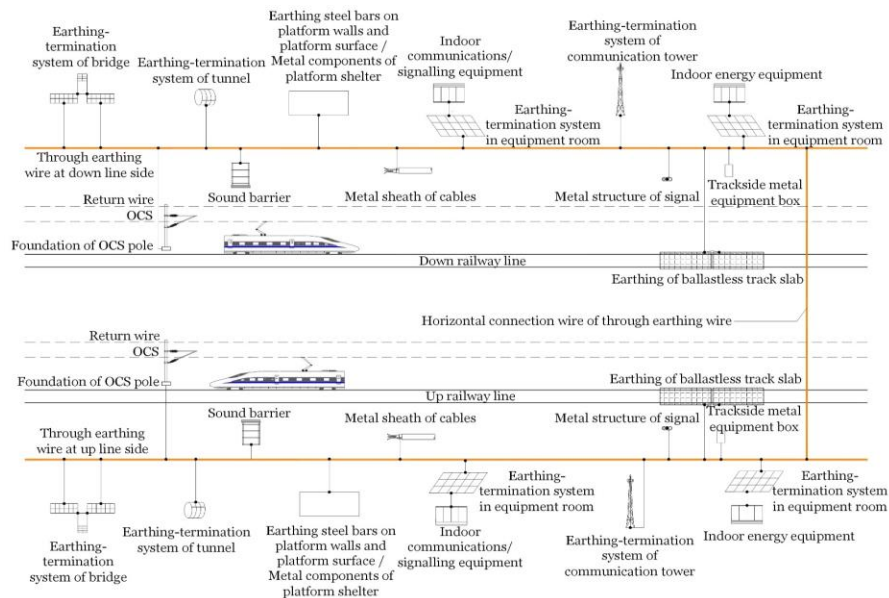 Earthing-
termination
system of bridge
Earthing-termination
system of tunnel
Earthing steel bars on
platform walls and
platform surface /
Metal components of
platform shelter
Indoor
communications/
signalling equipment
Earthing-
termination system
in equipment room
Earthing-termination
system of
communication tower
Indoor energy equipment
Earthing-
termination system
in equipment room
Through earthing
wire at down line
side
Sound barrier
Metal sheath of cables
Metal structure of signal
Trackside metal
equipment box
Return wire
OCS
Foundation of OCS pole
Down railway line
Earthing of ballastless track slab
Horizontal connection wire of through earthing wire
Return wire
OCS
Foundation of OCS pole
Up railway line
Earthing of ballastless track slab
Through earthing
wire at up line
side
Sound barrier
Metal sheath of cables
Metal structure of signal
Trackside metal
equipment box
Earthing-
termination
system of bridge
Earthing-termination
system of tunnel
Earthing steel bars on
platform walls and
platform surface /
Metal components of
platform shelter
Indoor
communications/
signalling equipment
Earthing-
termination system
in equipment room
Earthing-termination
system of
communication tower
Indoor energy equipment
Earthing-
termination system
in equipment room